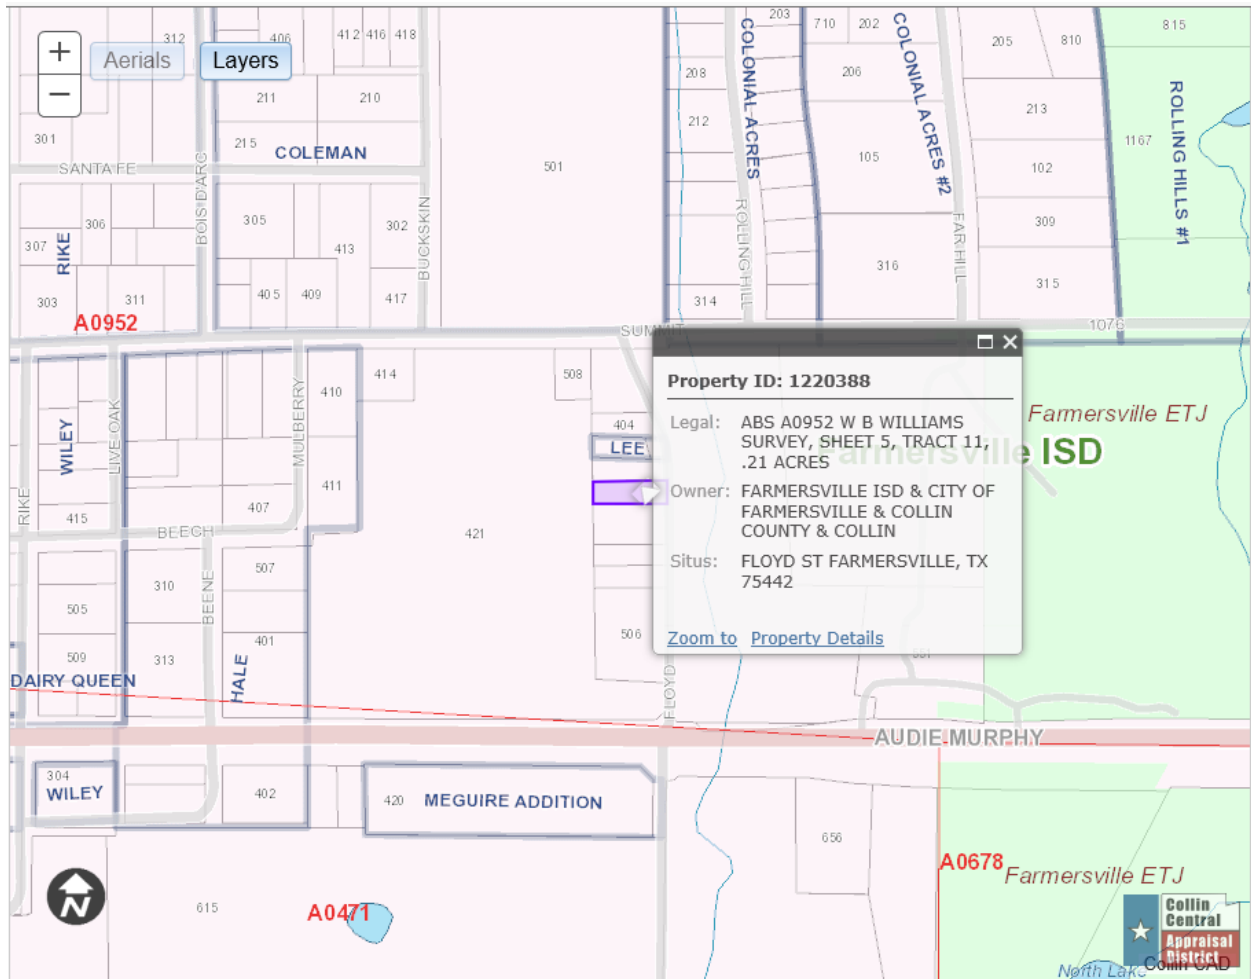 +
−
Aerials
Layers
312
406
412
416
418
203
710
202
205
810
815
208
206
211
210
213
212
301
215
COLEMAN
SANTA FE
501
COLONIAL ACRES
COLONIAL ACRES #2
ROLLING HILLS #1
1167
105
102
BOIS D'ARC
BUCKSKIN
ROLLING HILL
FAR HILL
306
305
302
309
307
RIKE
413
316
315
303
311
405
409
417
314
A0952
SUMMIT
1076
414
508
410
404
LEE
WILEY
LIVE OAK
MULBERRY
411
RIKE
407
415
BEECH
421
310
507
BEENE
505
401
313
506
509
HALE
DAIRY QUEEN
FLOYD
Property ID: 1220388
Legal: ABS A0952 W B WILLIAMS
SURVEY, SHEET 5, TRACT 11,
.21 ACRES
Owner: FARMERSVILLE ISD & CITY OF
FARMERSVILLE & COLLIN
COUNTY & COLLIN
Situs: FLOYD ST FARMERSVILLE, TX
75442
Zoom to Property Details
Farmersville ETJ
Farmersville ISD
AUDIE MURPHY
304
WILEY
402
420
MEGUIRE ADDITION
656
A0678
Farmersville ETJ
615
A0471
N
Collin
Central
Appraisal
District
Collin CAD
North Lake